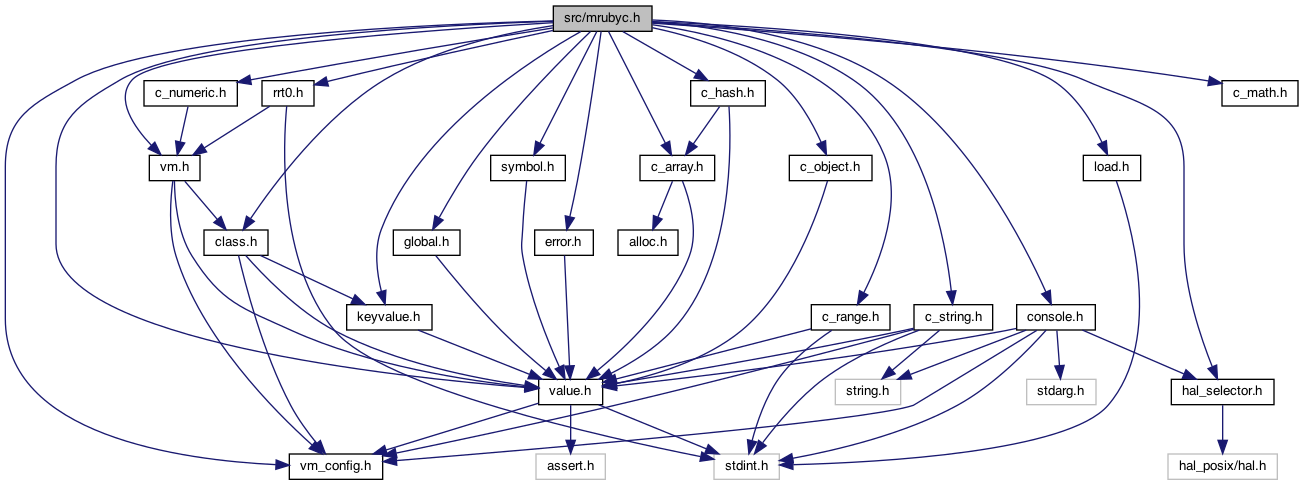 src/mrubyc.h
c_numeric.h
rrt0.h
c_hash.h
c_math.h
vm.h
symbol.h
c_array.h
c_object.h
load.h
class.h
global.h
error.h
alloc.h
keyvalue.h
c_range.h
c_string.h
console.h
value.h
string.h
stdarg.h
hal_selector.h
vm_config.h
assert.h
stdint.h
hal_posix/hal.h